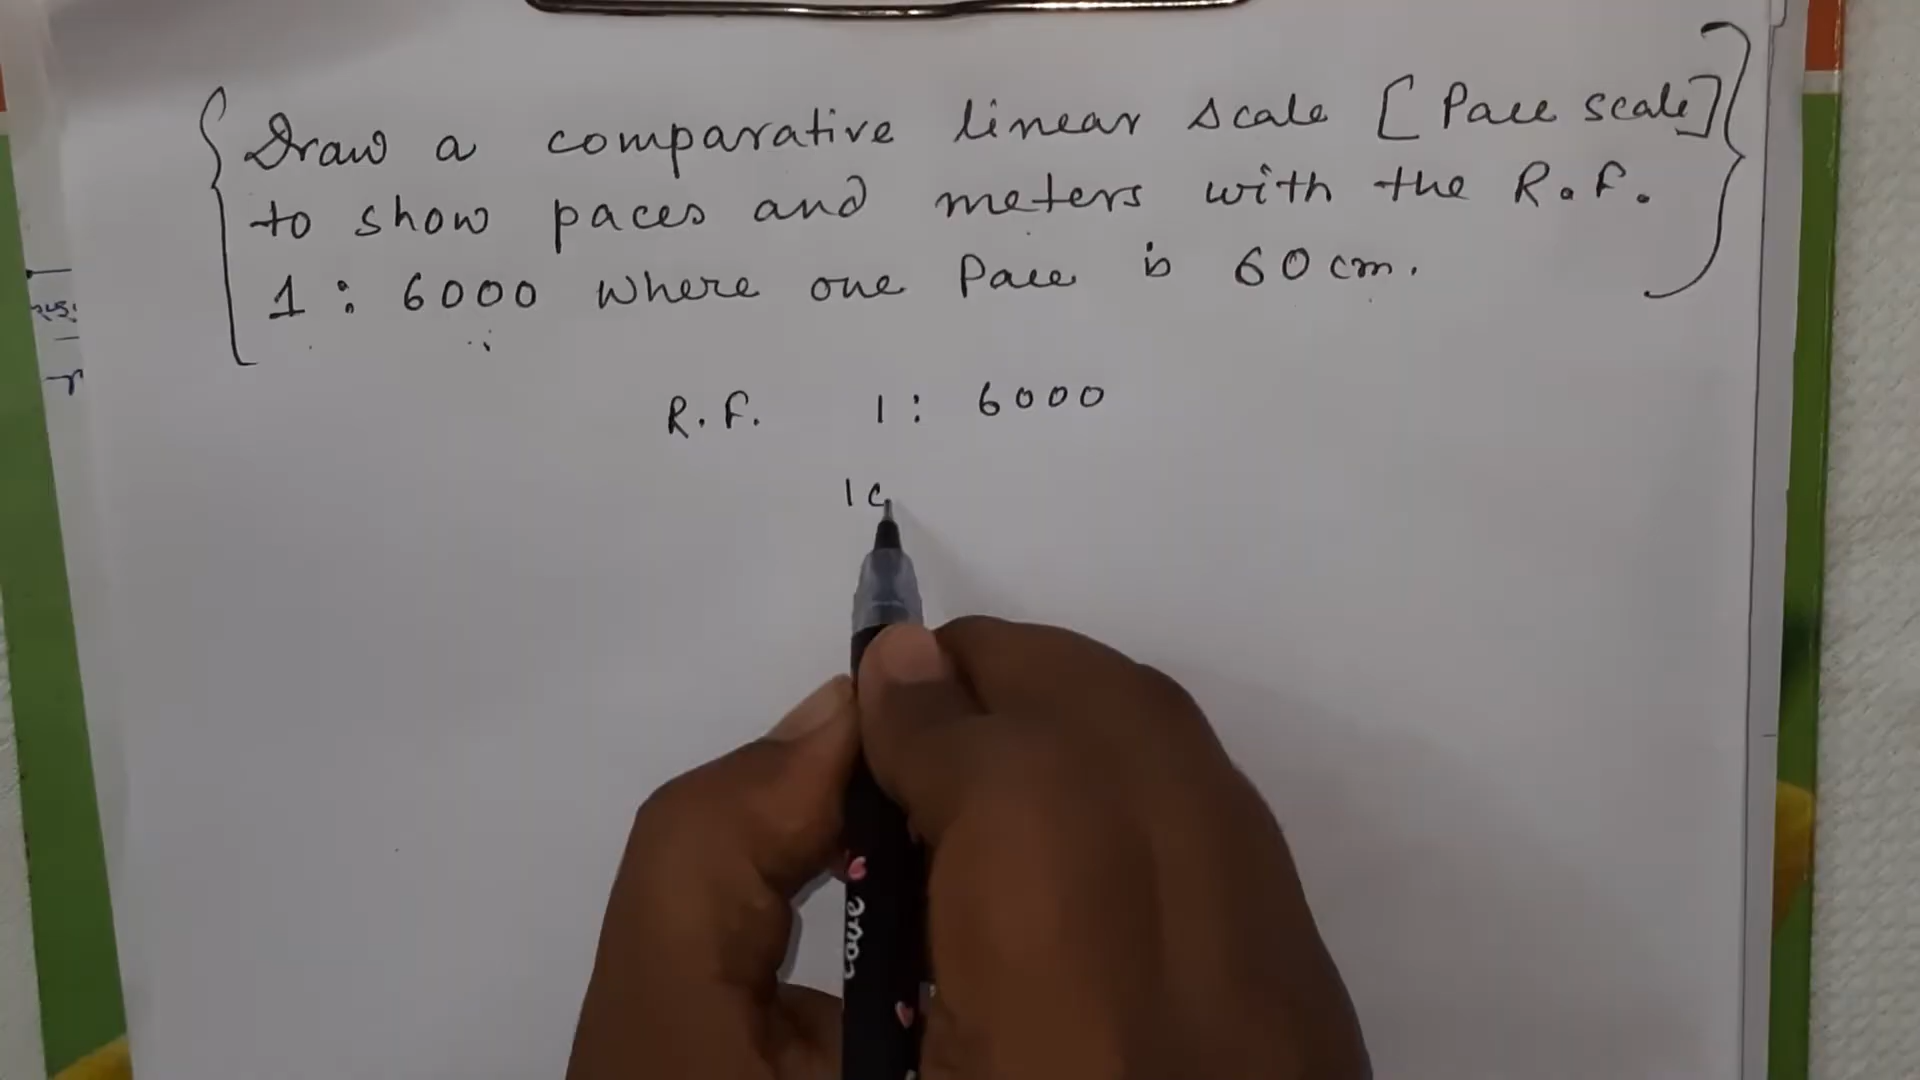 Draw a comparative linear scale [Pace scale]
to show paces and meters with the R.F.
1 : 6000 where one Pace is 60 cm.
R.F. 1 : 6000
1 c
love